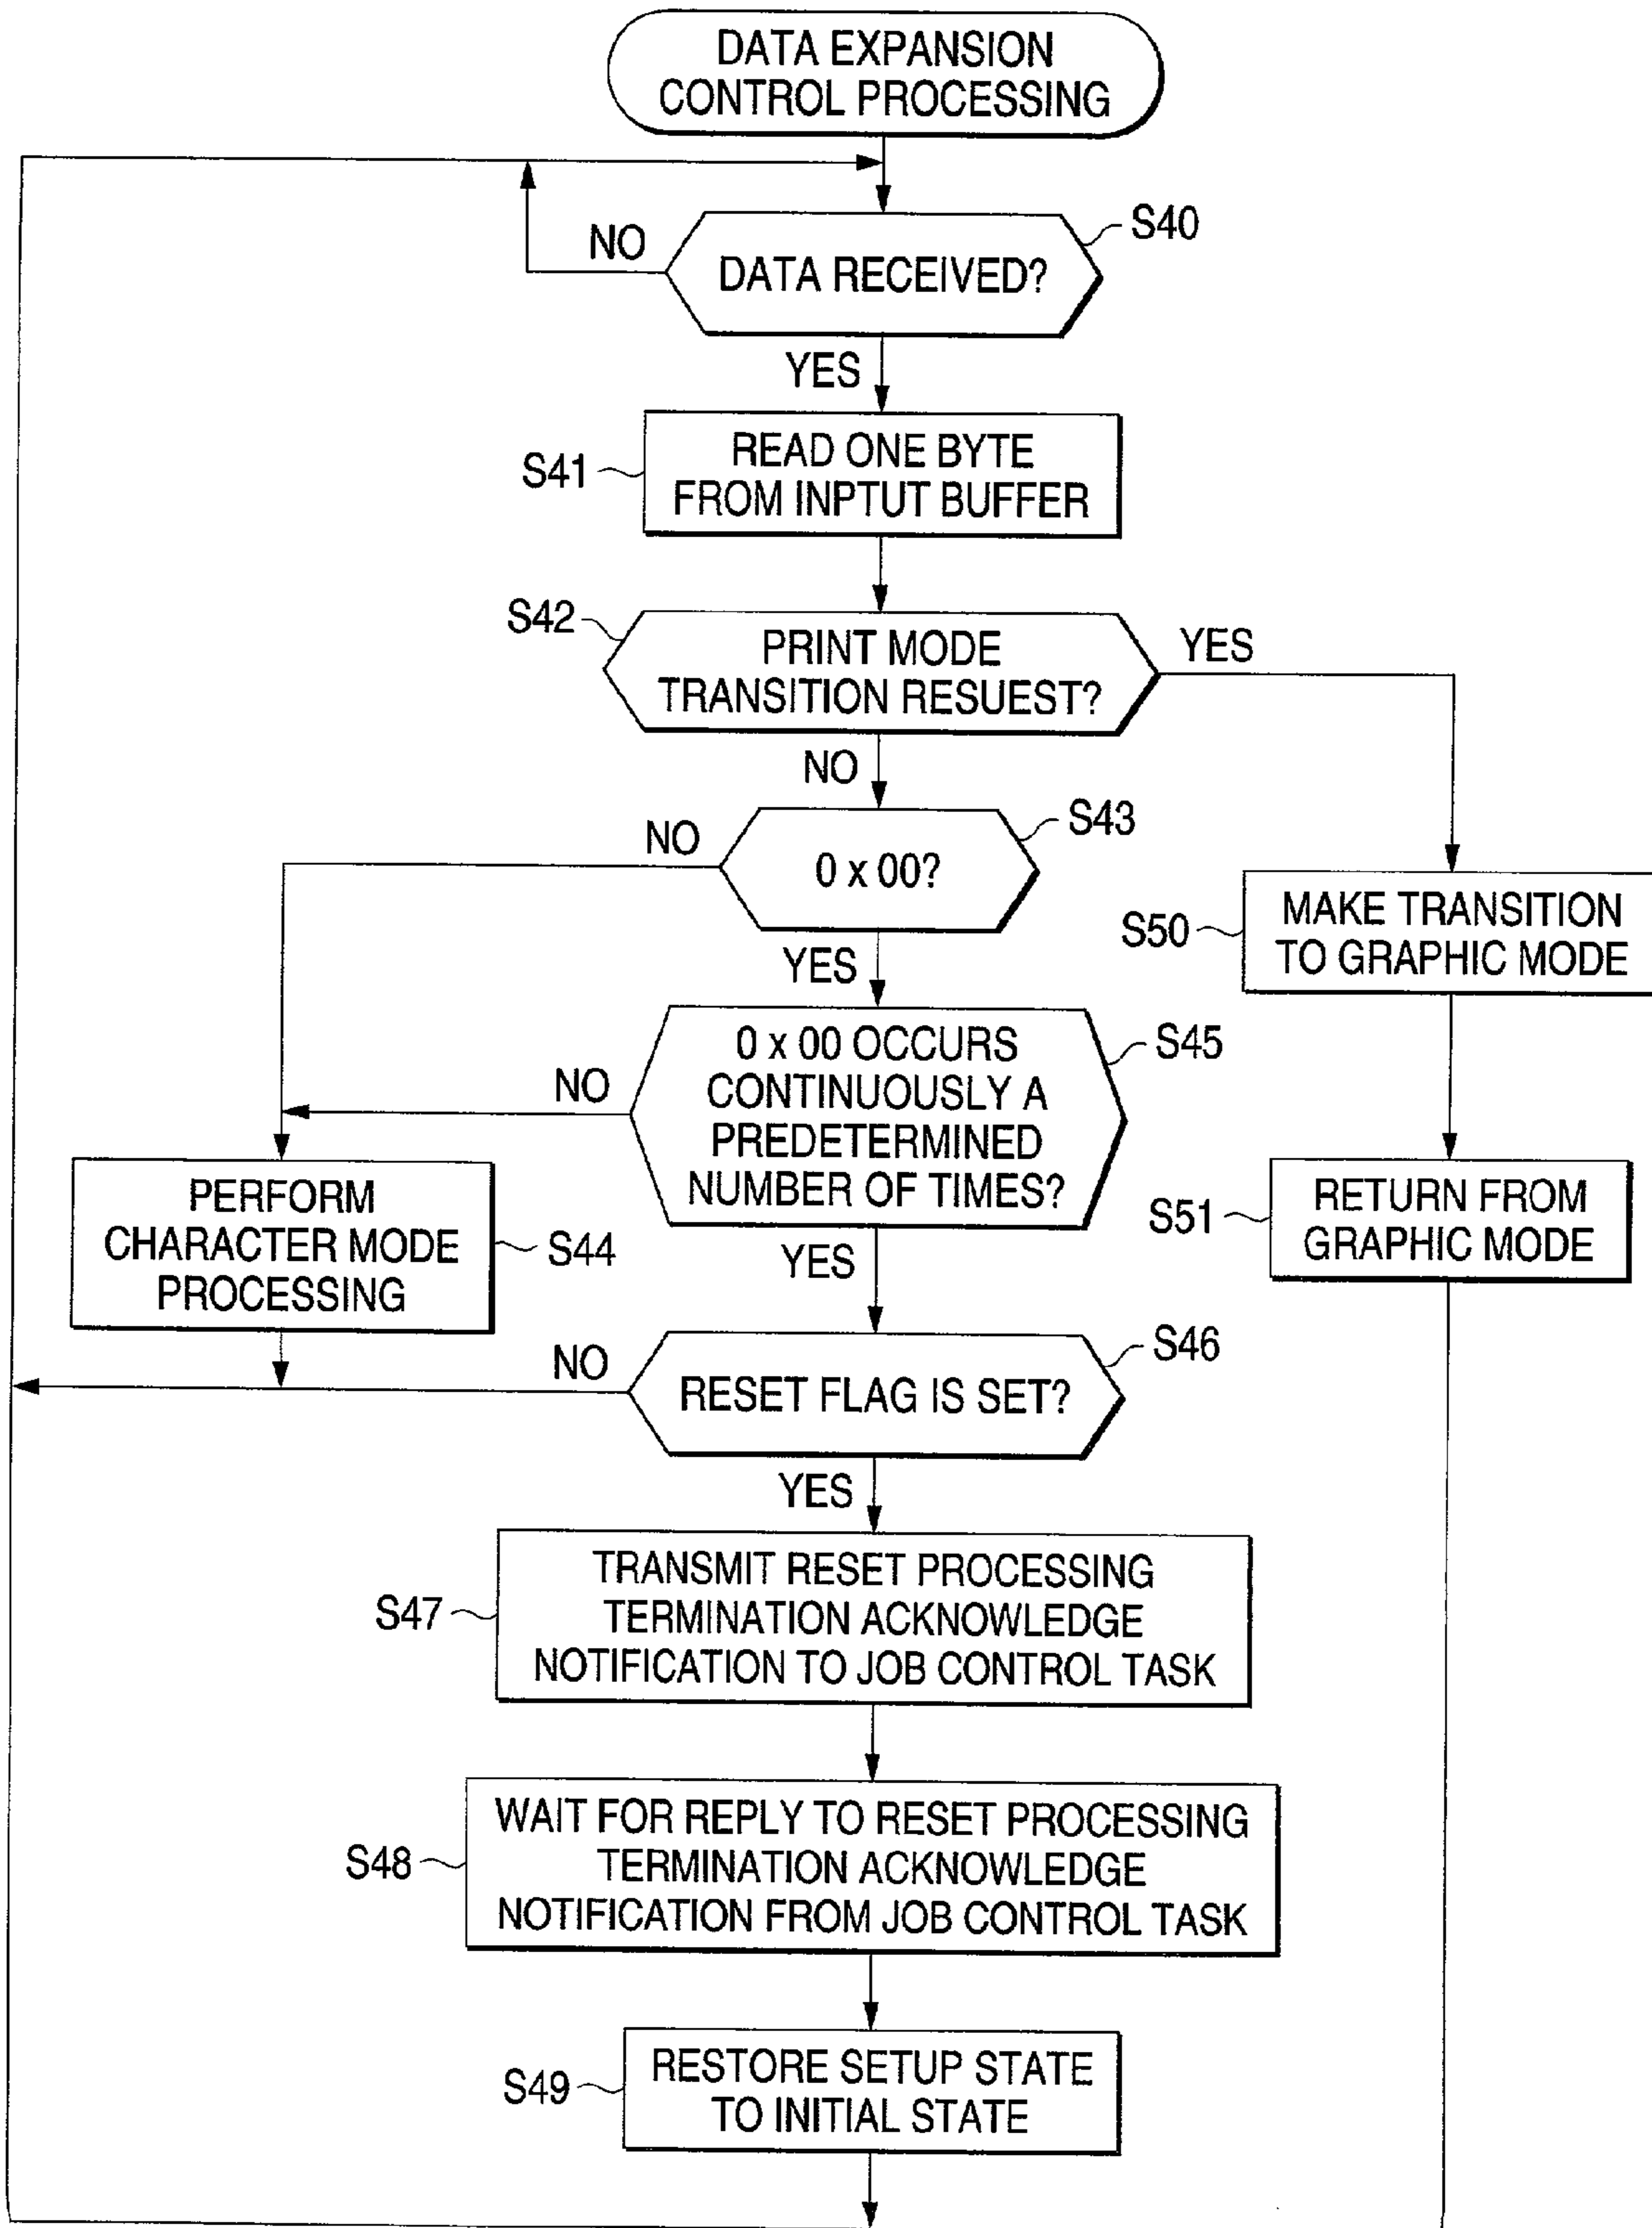 DATA EXPANSION
CONTROL PROCESSING
S40
NO
DATA RECEIVED?
YES
S41
READ ONE BYTE
FROM INPTUT BUFFER
S42
PRINT MODE
TRANSITION RESUEST?
YES
NO
S43
NO
0 x 00?
YES
S50
MAKE TRANSITION
TO GRAPHIC MODE
S45
0 x 00 OCCURS
CONTINUOUSLY A
PREDETERMINED
NUMBER OF TIMES?
NO
YES
PERFORM
CHARACTER MODE
PROCESSING
S44
S51
RETURN FROM
GRAPHIC MODE
S46
NO
RESET FLAG IS SET?
YES
S47
TRANSMIT RESET PROCESSING
TERMINATION ACKNOWLEDGE
NOTIFICATION TO JOB CONTROL TASK
S48
WAIT FOR REPLY TO RESET PROCESSING
TERMINATION ACKNOWLEDGE
NOTIFICATION FROM JOB CONTROL TASK
S49
RESTORE SETUP STATE
TO INITIAL STATE